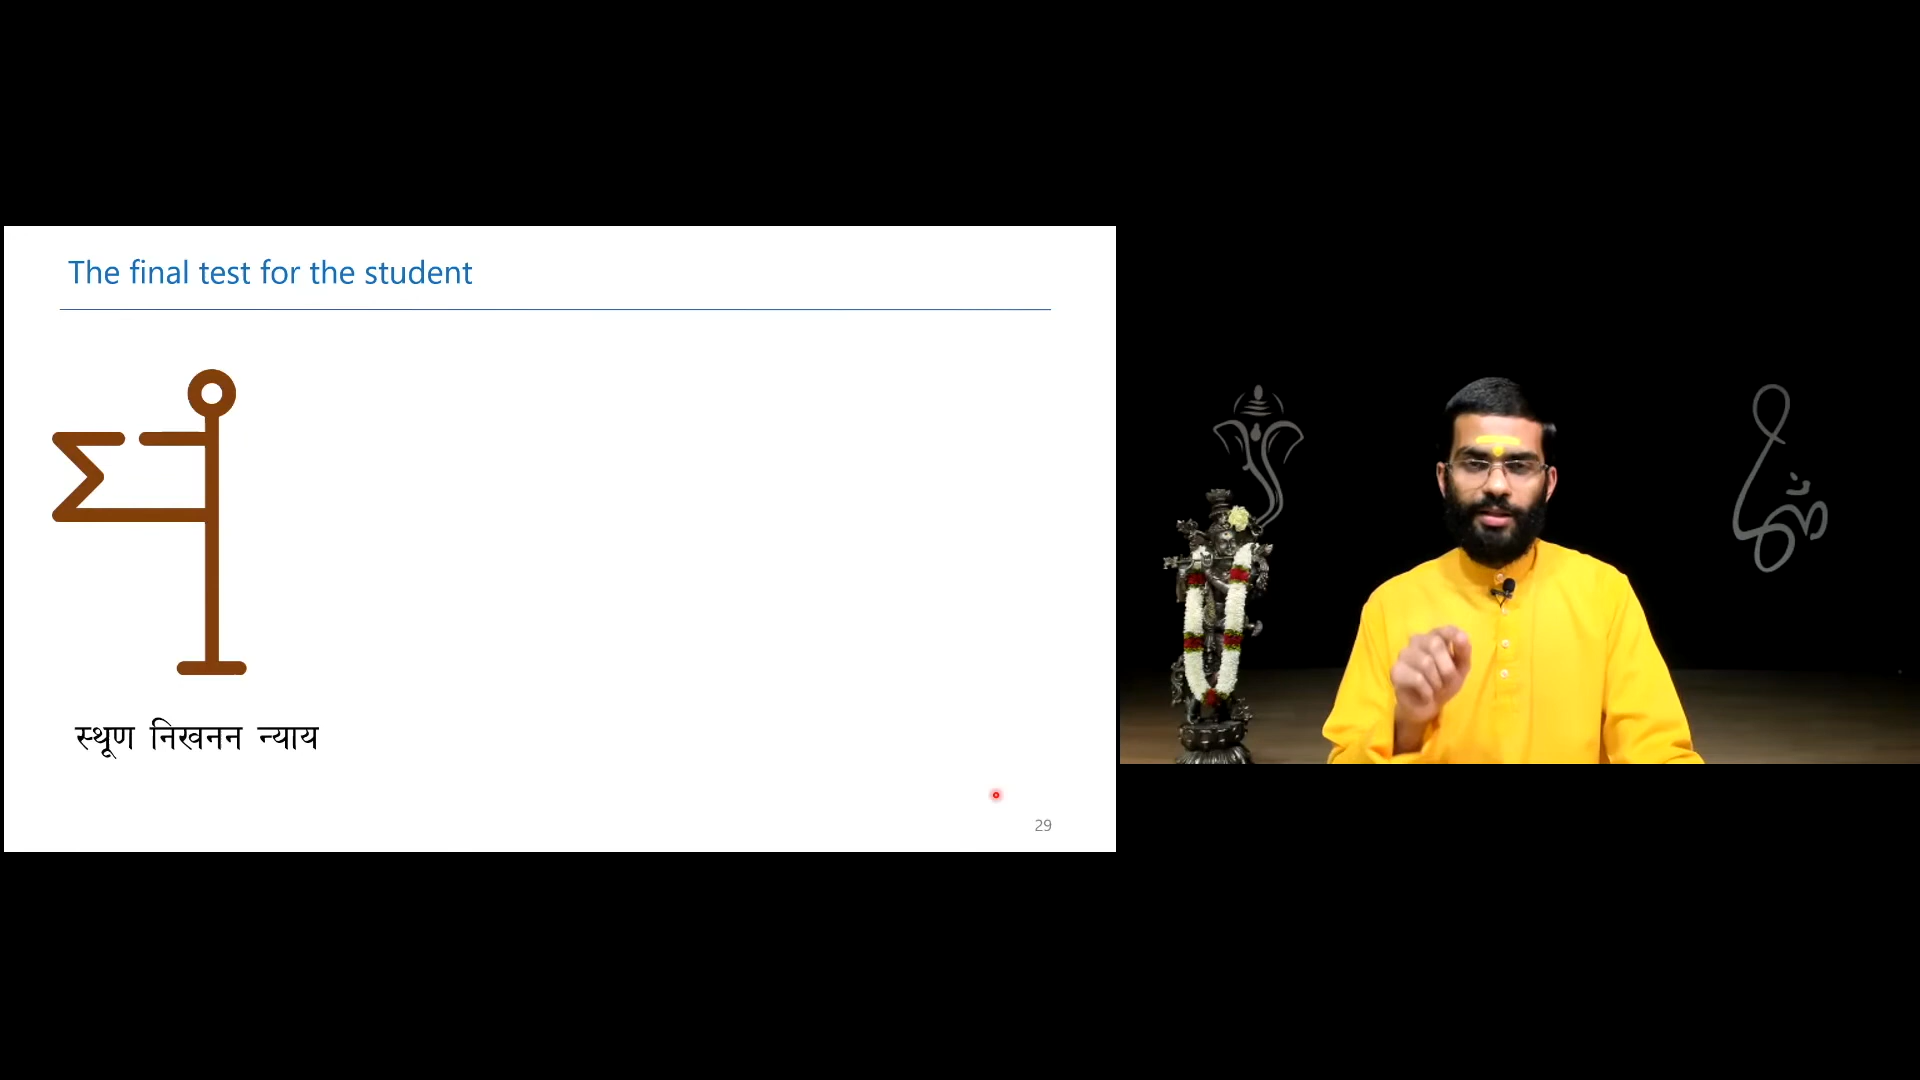 The final test for the student
स्थूण निखनन न्याय
29